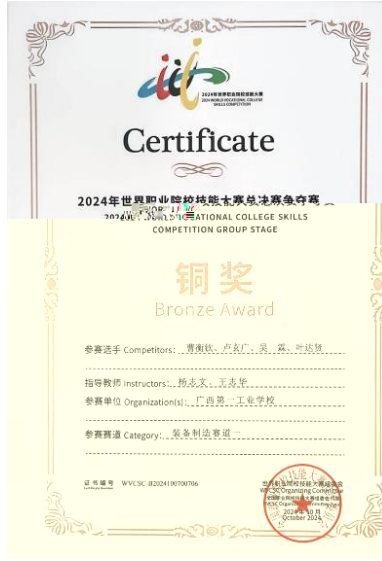 2024年世界职业院校技能大赛
2024 WORLD VOCATIONAL COLLEGE
SKILLS COMPETITION
Certificate
2024年世界职业院校技能大赛总决赛争夺赛
VOCATIONAL COLLEGE SKILLS
COMPETITION GROUP STAGE
铜奖
Bronze Award
参赛选手 Competitors: 曹衡钦、卢玄广、吴霖、叶达贤
指导教师 Instructors: 杨志文、王志华
参赛单位 Organization(s): 广西第一工业学校
参赛赛道 Category: 装备制造赛道一
证书编号 WVCSC-B2024100708706
世界职业院校技能大赛组委会
WVCSC Organizing Committee
2024年10月
October 2024